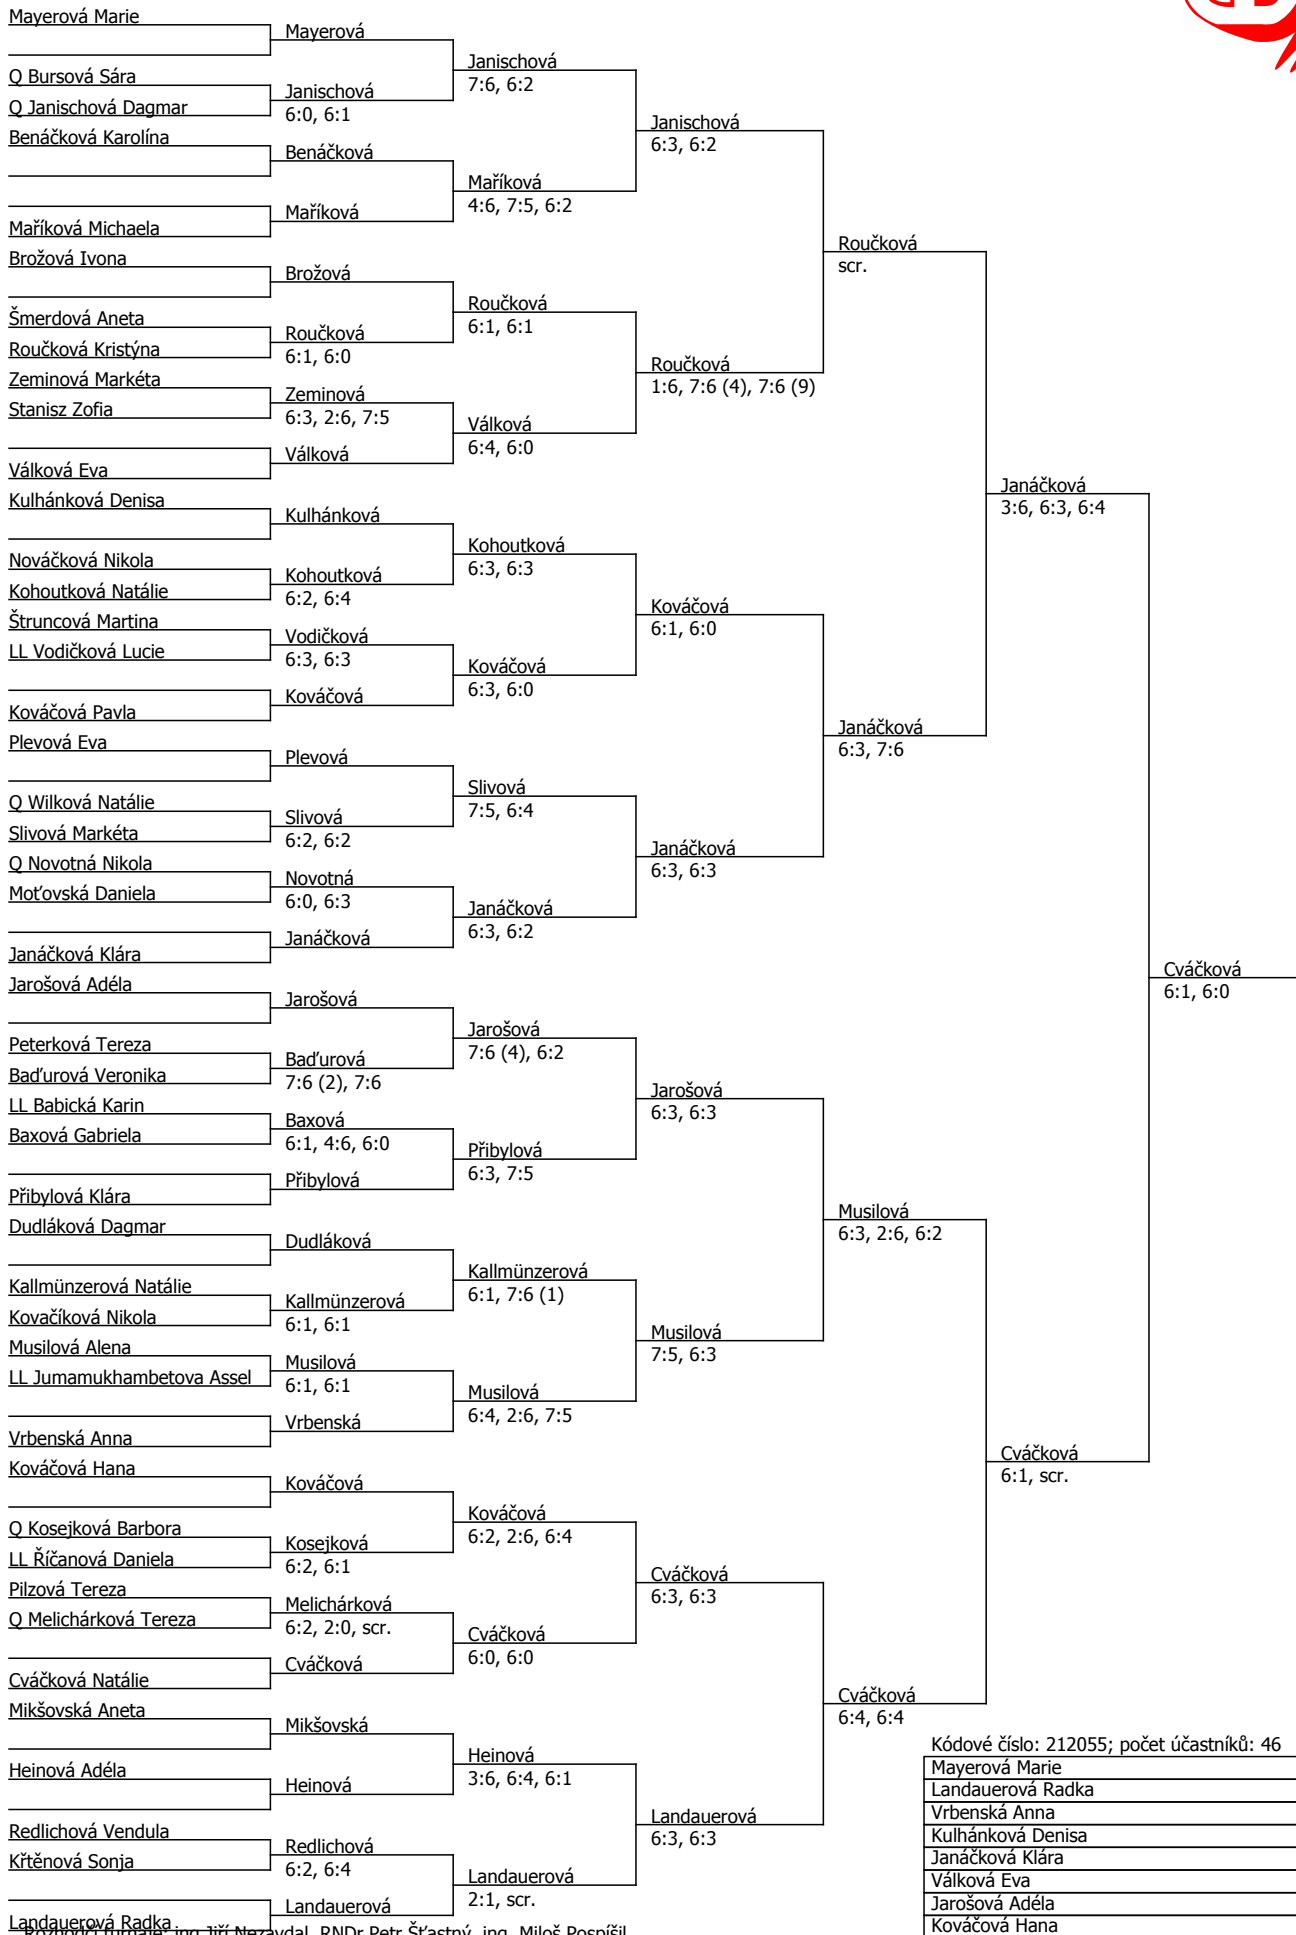 Mayerová Marie
Q Bursová Sára
Q Janischová Dagmar
Benáčková Karolína
Maříková Michaela
Brožová Ivona
Šmerdová Aneta
Roučková Kristýna
Zeminová Markéta
Stanisz Zofia
Válková Eva
Kulhánková Denisa
Nováčková Nikola
Kohoutková Natálie
Štruncová Martina
LL Vodičková Lucie
Kováčová Pavla
Plevová Eva
Q Wilková Natálie
Slivová Markéta
Q Novotná Nikola
Moťovská Daniela
Janáčková Klára
Jarošová Adéla
Peterková Tereza
Baďurová Veronika
LL Babická Karin
Baxová Gabriela
Přibylová Klára
Dudláková Dagmar
Kallmünzerová Natálie
Kovačíková Nikola
Musilová Alena
LL Jumamukhambetova Assel
Vrbenská Anna
Kováčová Hana
Q Kosejková Barbora
LL Říčanová Daniela
Pilzová Tereza
Q Melichárková Tereza
Cváčková Natálie
Mikšovská Aneta
Heinová Adéla
Redlichová Vendula
Křtěnová Sonja
Landauerová Radka
Mayerová
Janischová
6:0, 6:1
Benáčková
Maříková
Brožová
Roučková
6:1, 6:0
Zeminová
6:3, 2:6, 7:5
Válková
Kulhánková
Kohoutková
6:2, 6:4
Vodičková
6:3, 6:3
Kováčová
Plevová
Slivová
6:2, 6:2
Novotná
6:0, 6:3
Janáčková
Jarošová
Baďurová
7:6 (2), 7:6
Baxová
6:1, 4:6, 6:0
Přibylová
Dudláková
Kallmünzerová
6:1, 6:1
Musilová
6:1, 6:1
Vrbenská
Kováčová
Kosejková
6:2, 6:1
Melichárková
6:2, 2:0, scr.
Cváčková
Mikšovská
Heinová
Redlichová
6:2, 6:4
Landauerová
Janischová
7:6, 6:2
Maříková
4:6, 7:5, 6:2
Roučková
6:1, 6:1
Válková
6:4, 6:0
Kohoutková
6:3, 6:3
Kováčová
6:3, 6:0
Slivová
7:5, 6:4
Janáčková
6:3, 6:2
Jarošová
7:6 (4), 6:2
Přibylová
6:3, 7:5
Kallmünzerová
6:1, 7:6 (1)
Musilová
6:4, 2:6, 7:5
Kováčová
6:2, 2:6, 6:4
Cváčková
6:0, 6:0
Heinová
3:6, 6:4, 6:1
Landauerová
2:1, scr.
Janischová
6:3, 6:2
Roučková
1:6, 7:6 (4), 7:6 (9)
Kováčová
6:1, 6:0
Janáčková
6:3, 6:3
Jarošová
6:3, 6:3
Musilová
7:5, 6:3
Cváčková
6:3, 6:3
Landauerová
6:3, 6:3
Roučková
scr.
Janáčková
6:3, 7:6
Musilová
6:3, 2:6, 6:2
Cváčková
6:4, 6:4
Janáčková
3:6, 6:3, 6:4
Cváčková
6:1, scr.
Cváčková
6:1, 6:0
Kódové číslo: 212055; počet účastníků: 46
Mayerová Marie
Landauerová Radka
Vrbenská Anna
Kulhánková Denisa
Janáčková Klára
Válková Eva
Jarošová Adéla
Kováčová Hana
Rozhodčí turnaje: ing Jiří Nezavdal, RNDr Petr Šťastný, ing. Miloš Pospíšil